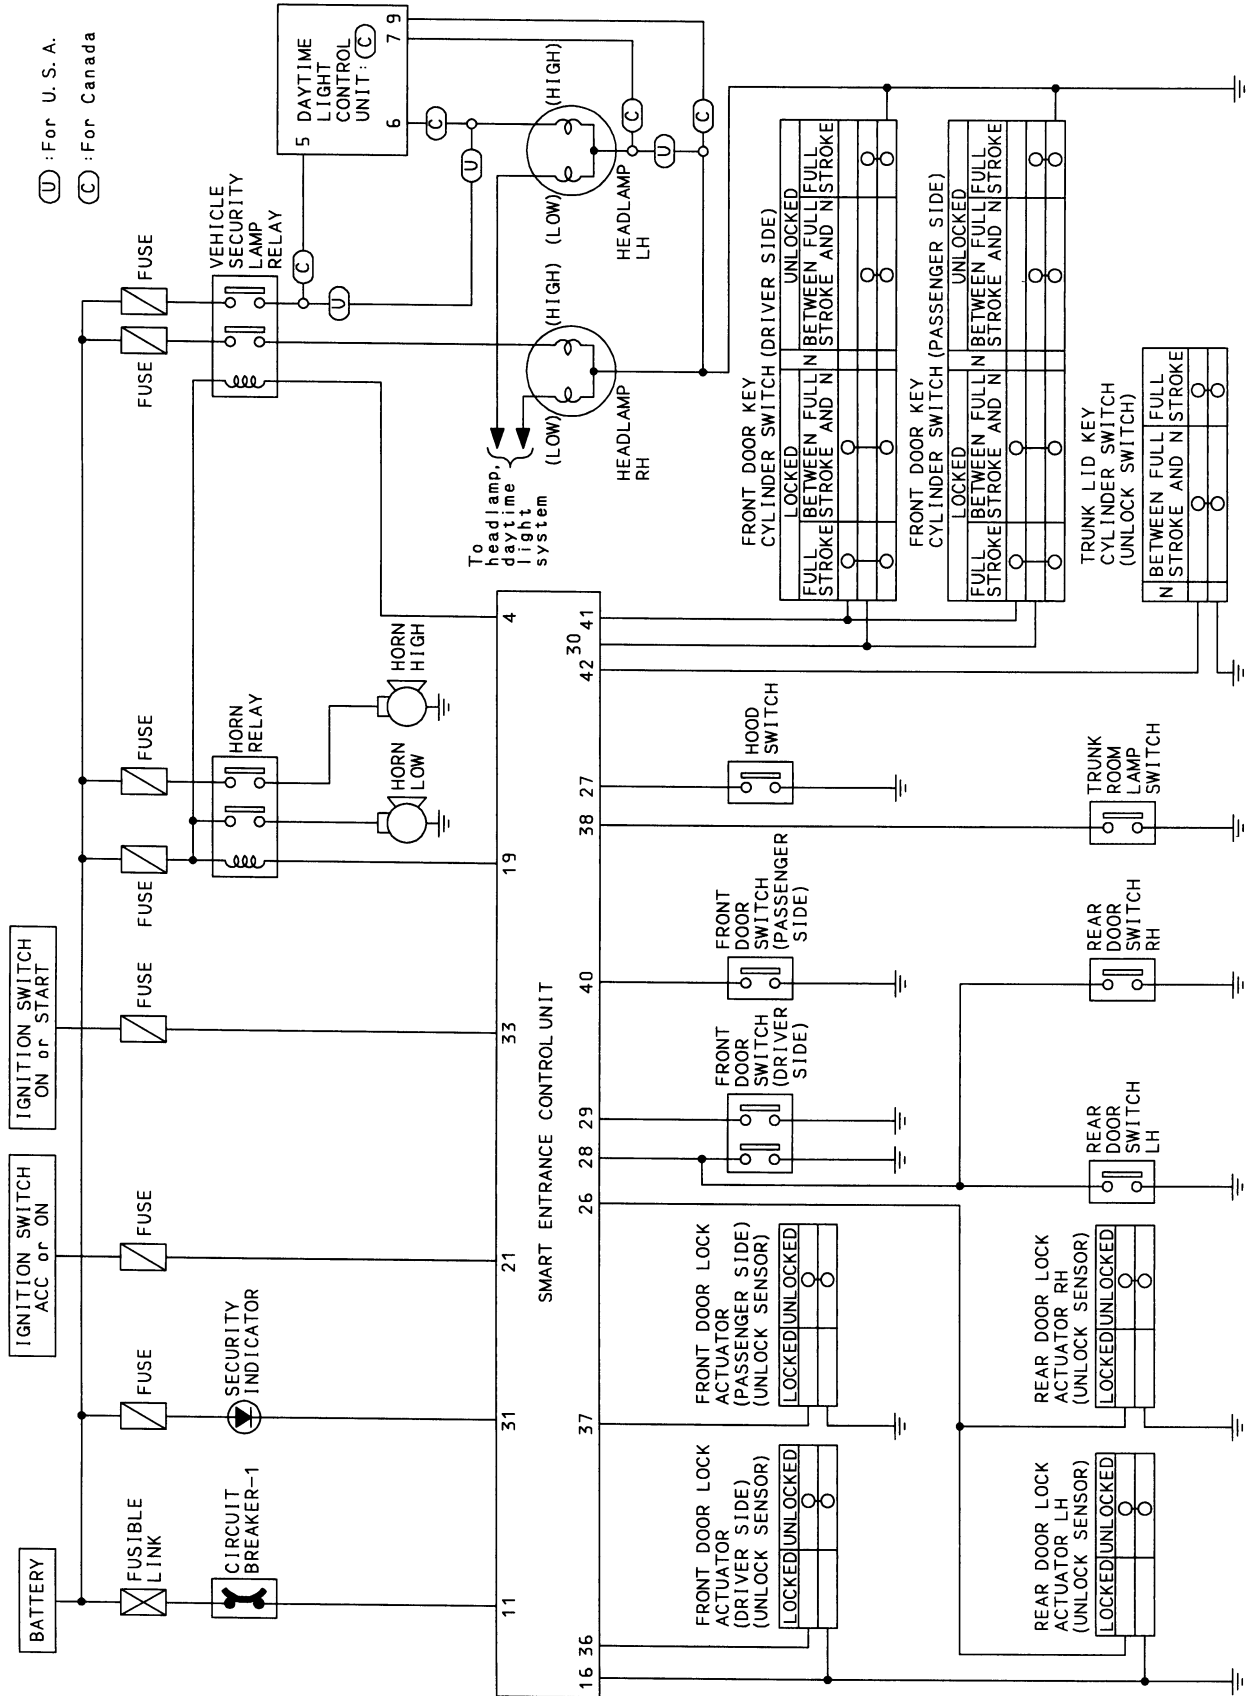 BATTERY
IGNITION SWITCH
ACC or ON
IGNITION SWITCH
ON or START
Ⓤ :For U. S. A.
Ⓒ :For Canada
FUSIBLE
LINK
FUSE
FUSE
FUSE
FUSE
FUSE
FUSE
FUSE
CIRCUIT
BREAKER-1
SECURITY
INDICATOR
HORN
RELAY
VEHICLE
SECURITY
LAMP
RELAY
C
U
5
DAYTIME
LIGHT
CONTROL
UNIT: C
6
7
9
C
U
HORN
LOW
HORN
HIGH
To
headlamp,
daytime
light
system
(LOW)
(HIGH)
HEADLAMP
RH
(LOW)
(HIGH)
HEADLAMP
LH
C
U
C
11
31
21
33
19
4
SMART ENTRANCE CONTROL UNIT
16
36
37
26
28
29
40
38
27
42
30
41
FRONT DOOR LOCK
ACTUATOR
(DRIVER SIDE)
(UNLOCK SENSOR)
LOCKED
UNLOCKED
FRONT DOOR LOCK
ACTUATOR
(PASSENGER SIDE)
(UNLOCK SENSOR)
LOCKED
UNLOCKED
FRONT
DOOR
SWITCH
(DRIVER
SIDE)
FRONT
DOOR
SWITCH
(PASSENGER
SIDE)
HOOD
SWITCH
FRONT DOOR KEY
CYLINDER SWITCH (DRIVER SIDE)
LOCKED
UNLOCKED
FULL
STROKE
BETWEEN FULL
STROKE AND N
N
BETWEEN FULL
STROKE AND N
FULL
STROKE
FRONT DOOR KEY
CYLINDER SWITCH (PASSENGER SIDE)
LOCKED
UNLOCKED
FULL
STROKE
BETWEEN FULL
STROKE AND N
N
BETWEEN FULL
STROKE AND N
FULL
STROKE
REAR DOOR LOCK
ACTUATOR LH
(UNLOCK SENSOR)
LOCKED
UNLOCKED
REAR DOOR LOCK
ACTUATOR RH
(UNLOCK SENSOR)
LOCKED
UNLOCKED
REAR
DOOR
SWITCH
LH
REAR
DOOR
SWITCH
RH
TRUNK
ROOM
LAMP
SWITCH
TRUNK LID KEY
CYLINDER SWITCH
(UNLOCK SWITCH)
N
BETWEEN FULL
STROKE AND N
FULL
STROKE